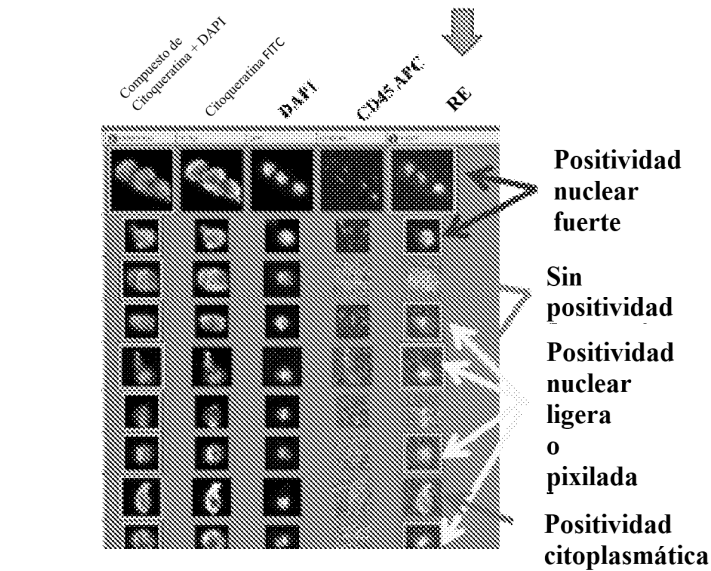 Compuesto de
Citoqueratina + DAPI
Citoqueratina FITC
DAPI
CD45 APC
RE
Positividad
nuclear
fuerte
Sin
positividad
Positividad
nuclear
ligera
o
pixilada
Positividad
citoplasmática